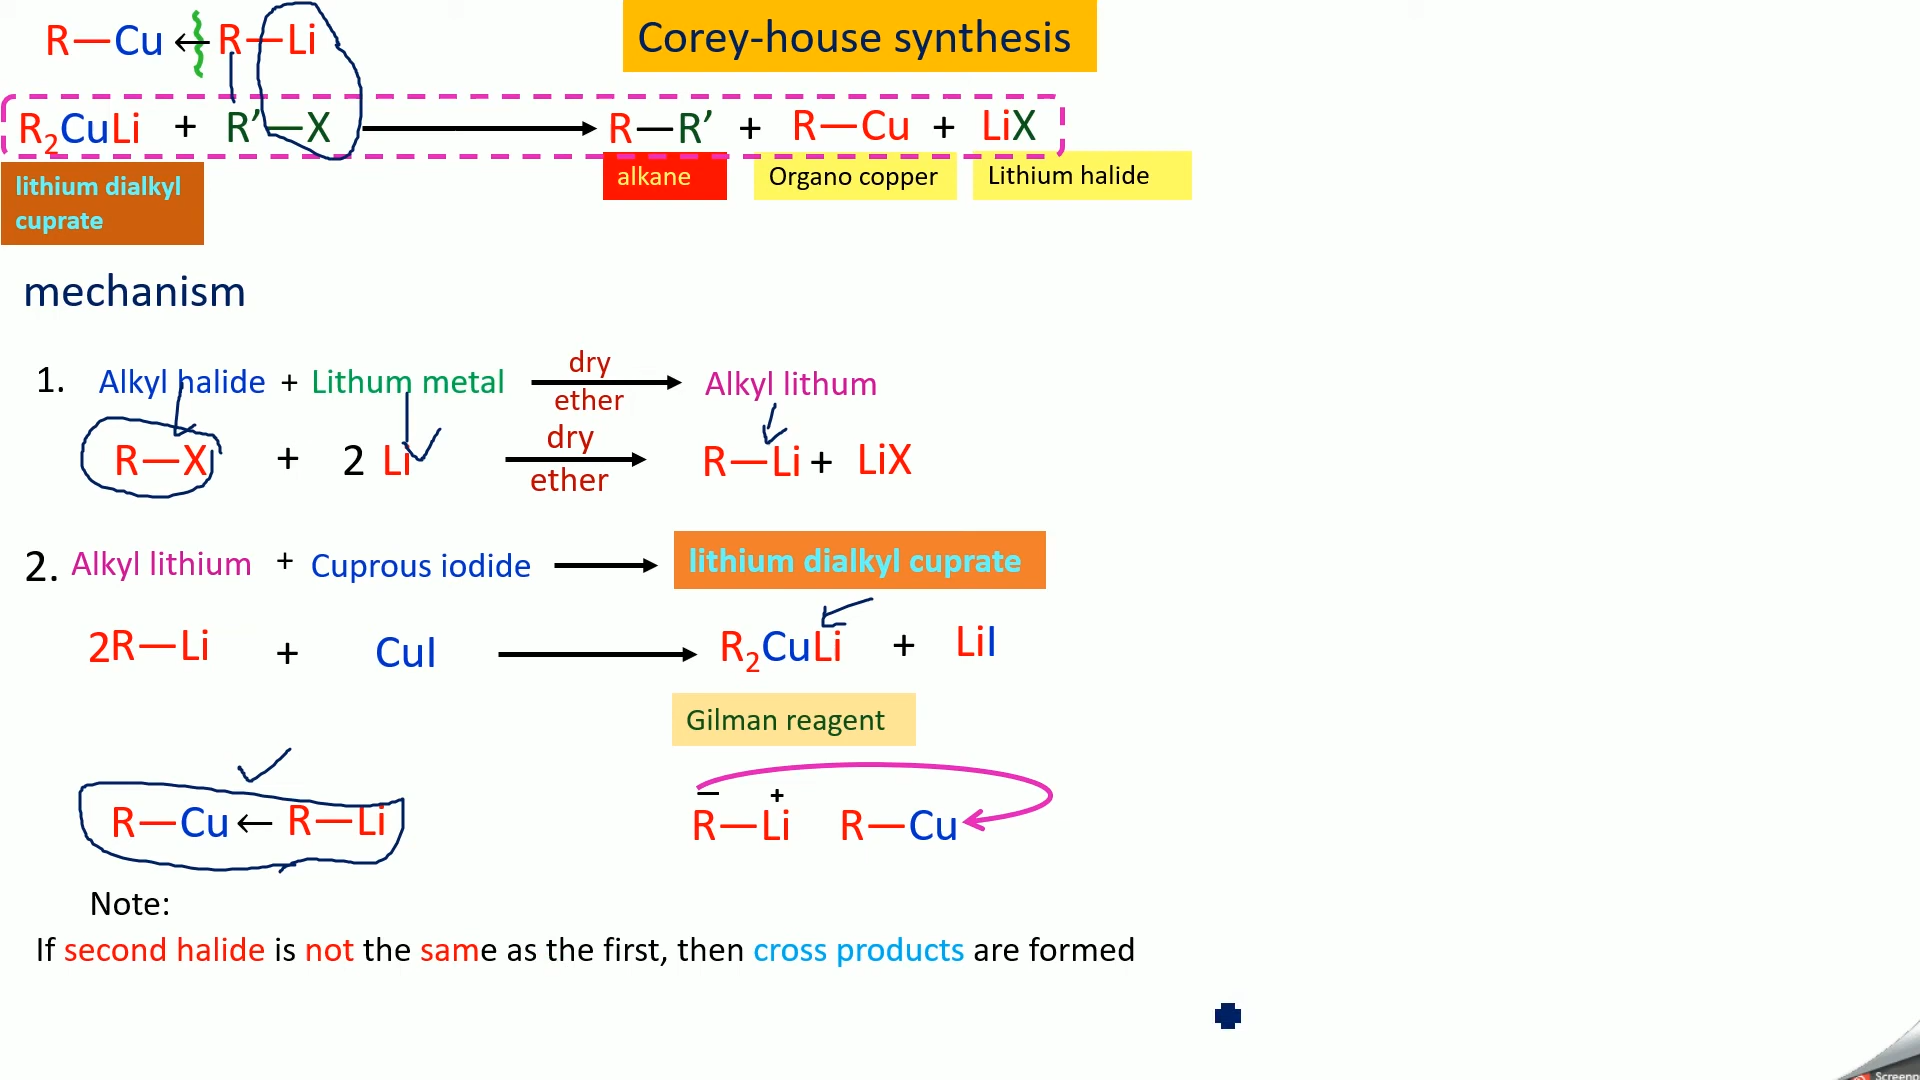 R—Cu ← R—Li
Corey-house synthesis
R₂CuLi + R’—X → R—R’ + R—Cu + LiX
lithium dialkyl
cuprate
alkane
Organo copper
Lithium halide
mechanism
1. Alkyl halide + Lithum metal dry ether → Alkyl lithum
R—X + 2 Li dry ether → R—Li + LiX
2. Alkyl lithium + Cuprous iodide → lithium dialkyl cuprate
2R—Li + CuI → R₂CuLi + LiI
Gilman reagent
R—Cu ← R—Li
− +
R—Li R—Cu
Note:
If second halide is not the same as the first, then cross products are formed